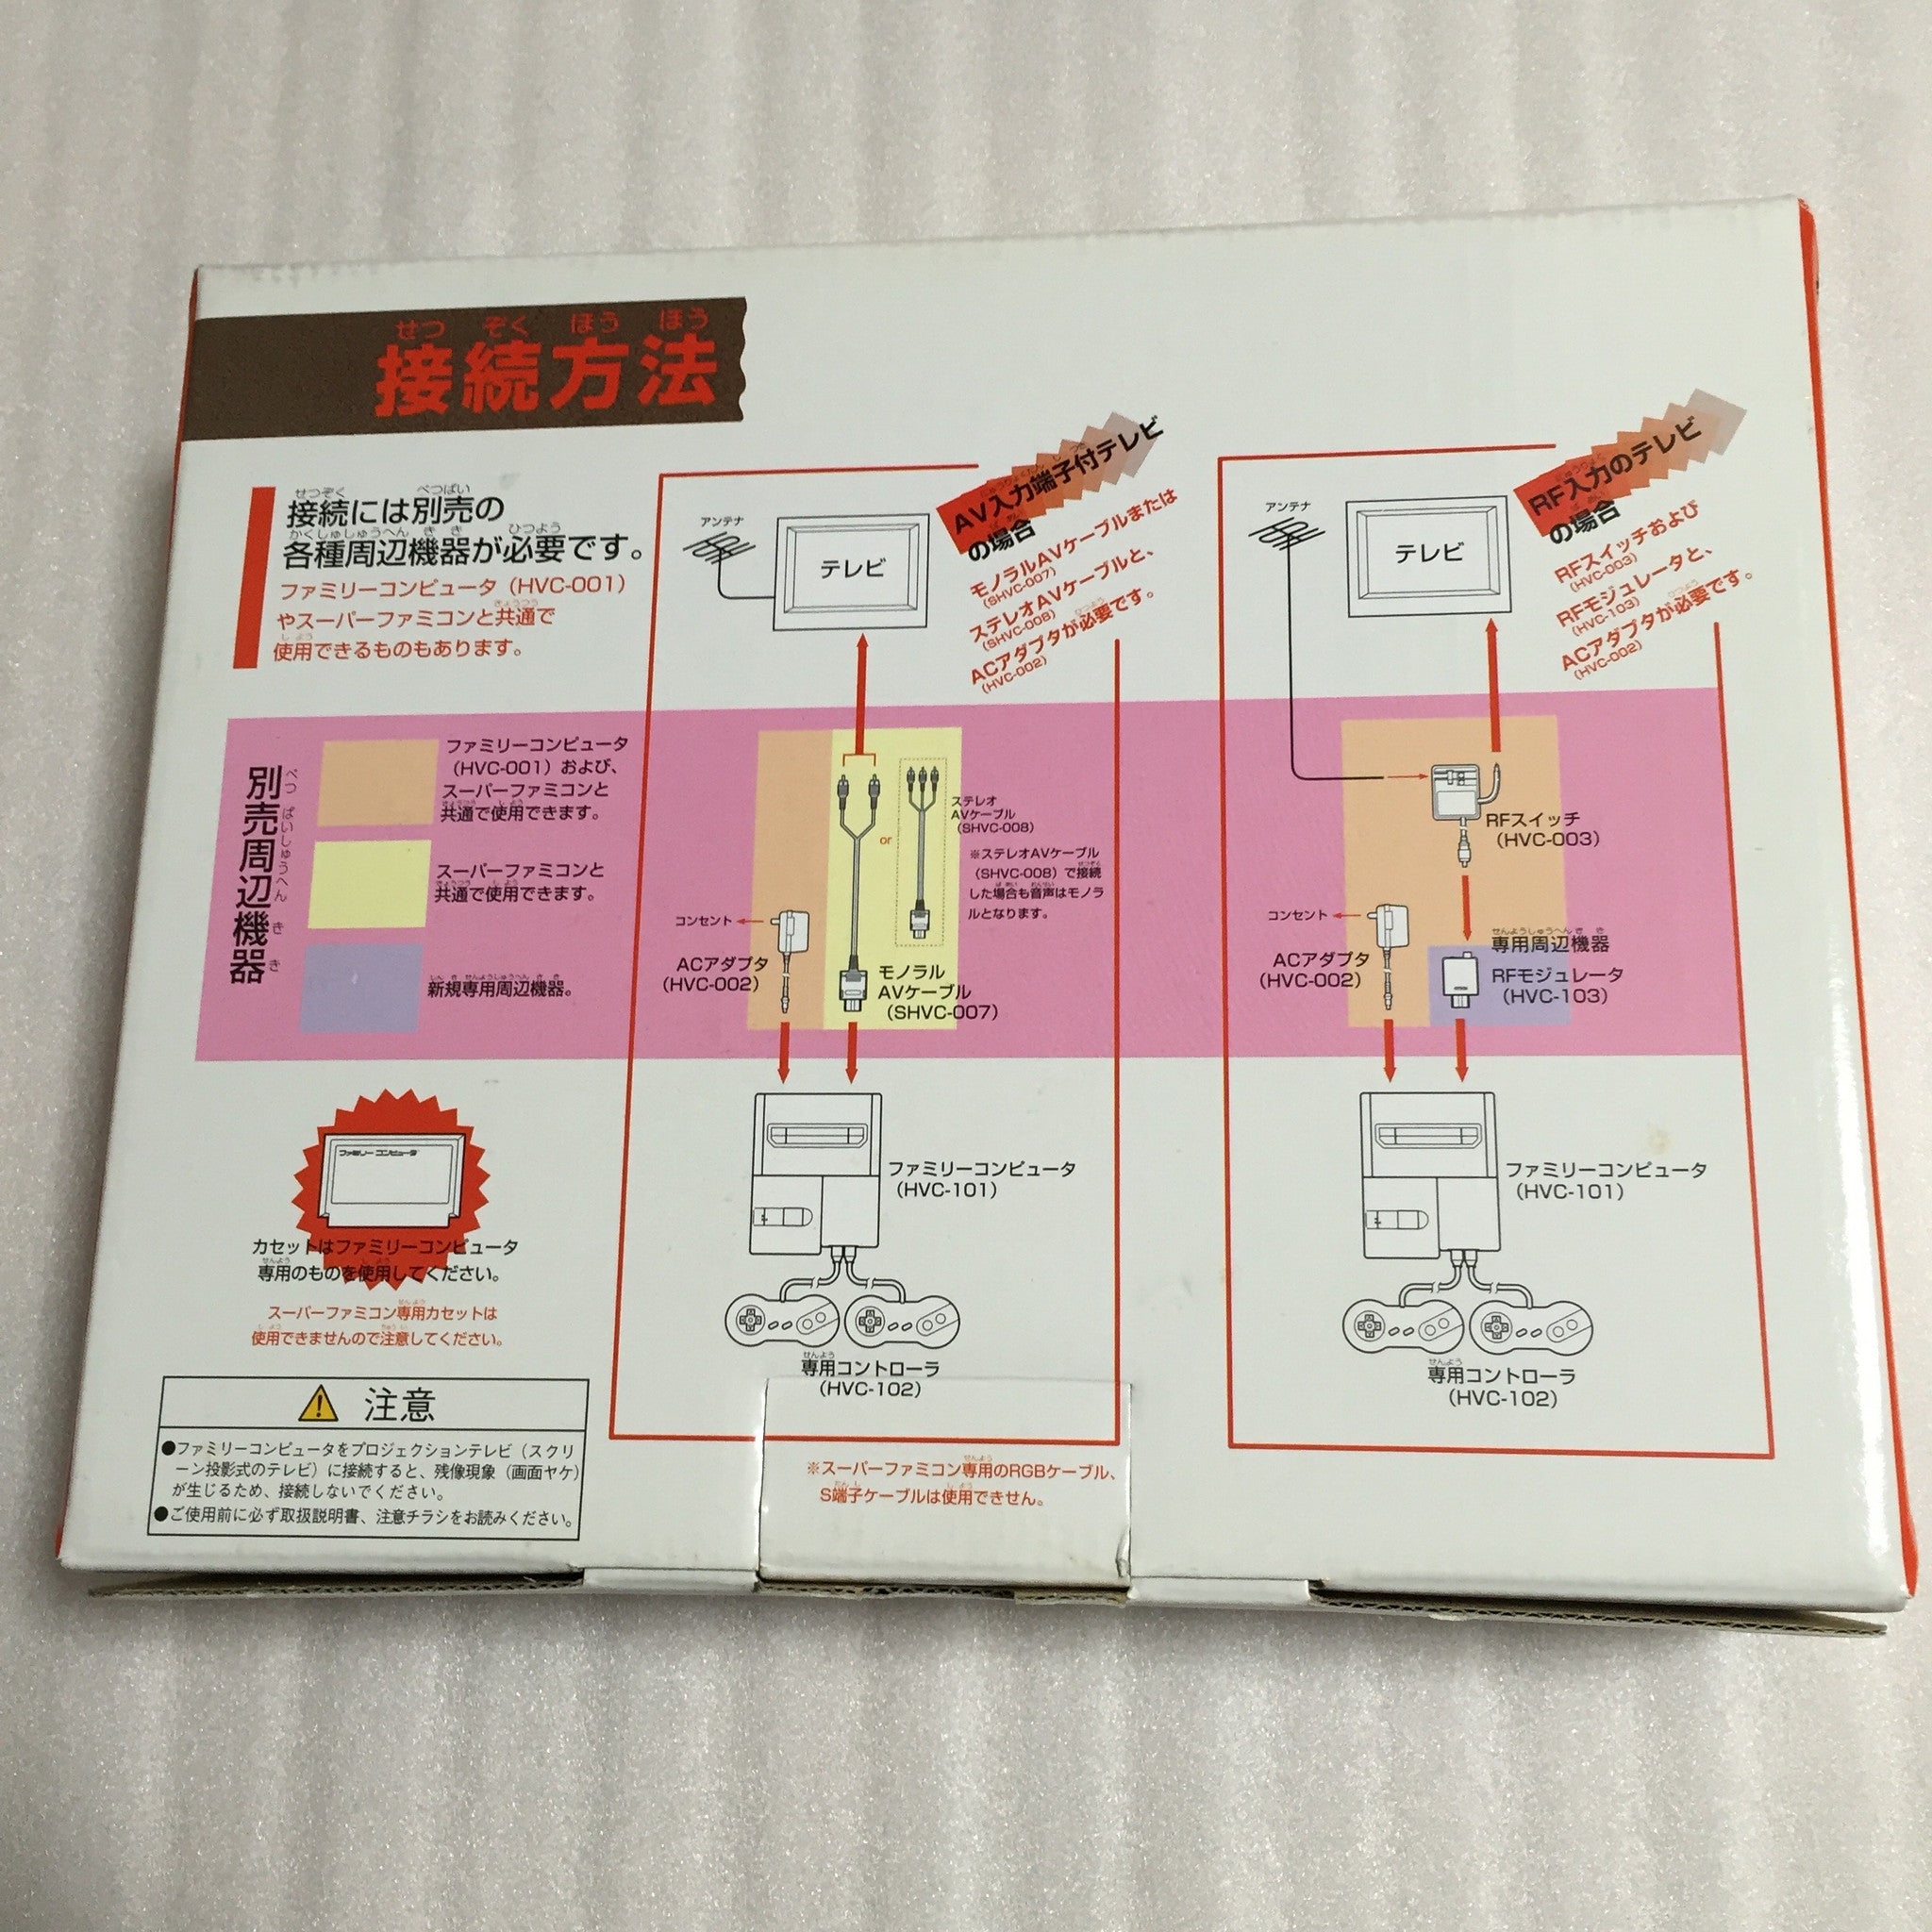 接続方法
接続には別売の
各種周辺機器が必要です。
ファミリーコンピュータ（HVC-001）
やスーパーファミコンと共通で
使用できるものもあります。
別売周辺機器
ファミリーコンピュータ
（HVC-001）および、
スーパーファミコンと
共通で使用できます。
スーパーファミコンと
共通で使用できます。
新規専用周辺機器。
ファミリーコンピュータ
カセットはファミリーコンピュータ
専用のものを使用してください。
スーパーファミコン専用カセットは
使用できませんので注意してください。
注意
●ファミリーコンピュータをプロジェクションテレビ（スクリ
ーン投影式のテレビ）に接続すると、残像現象（画面ヤケ）
が生じるため、接続しないでください。
●ご使用前に必ず取扱説明書、注意チラシをお読みください。
AV入力端子付テレビ
の場合
モノラルAVケーブルまたは
（SHVC-007）
ステレオAVケーブルと、
（SHVC-008）
ACアダプタが必要です。
（HVC-002）
アンテナ
テレビ
or
ステレオ
AVケーブル
（SHVC-008）
※ステレオAVケーブル
（SHVC-008）で接続
した場合も音声はモノラ
ルとなります。
コンセント
ACアダプタ
（HVC-002）
モノラル
AVケーブル
（SHVC-007）
ファミリーコンピュータ
（HVC-101）
専用コントローラ
（HVC-102）
※スーパーファミコン専用のRGBケーブル、
S端子ケーブルは使用できせん。
RF入力のテレビ
の場合
RFスイッチおよび
（HVC-003）
RFモジュレータと、
（HVC-103）
ACアダプタが必要です。
（HVC-002）
アンテナ
テレビ
RFスイッチ
（HVC-003）
コンセント
ACアダプタ
（HVC-002）
専用周辺機器
RFモジュレータ
（HVC-103）
ファミリーコンピュータ
（HVC-101）
専用コントローラ
（HVC-102）